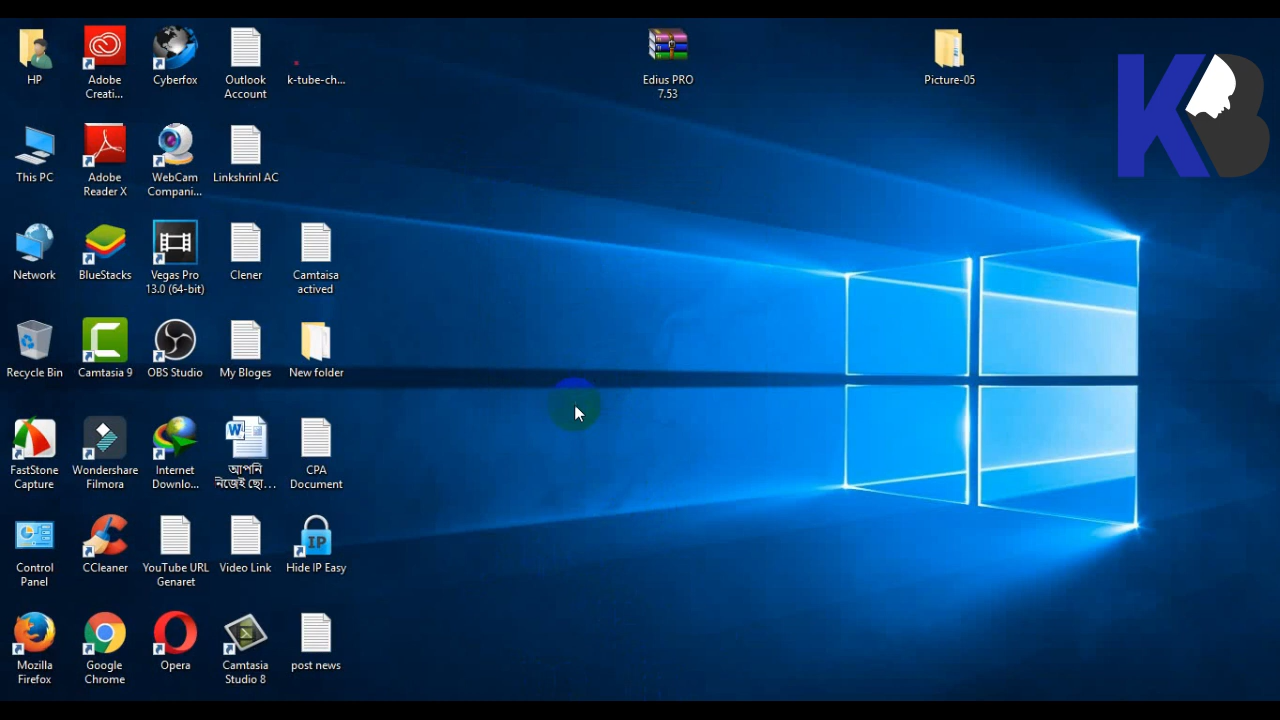 HP
Adobe
Creati...
Cyberfox
Outlook
Account
k-tube-ch...
Edius PRO
7.53
Picture-05
KB
This PC
Adobe
Reader X
WebCam
Compani...
Linkshrinl AC
Network
BlueStacks
Vegas Pro
13.0 (64-bit)
Clener
Camtaisa
actived
Recycle Bin
Camtasia 9
OBS Studio
My Bloges
New folder
FastStone
Capture
Wondershare
Filmora
Internet
Downlo...
W
আপনি
নিজেই ছো...
CPA
Document
Control
Panel
CCleaner
YouTube URL
Genaret
Video Link
IP
Hide IP Easy
Mozilla
Firefox
Google
Chrome
Opera
Camtasia
Studio 8
post news